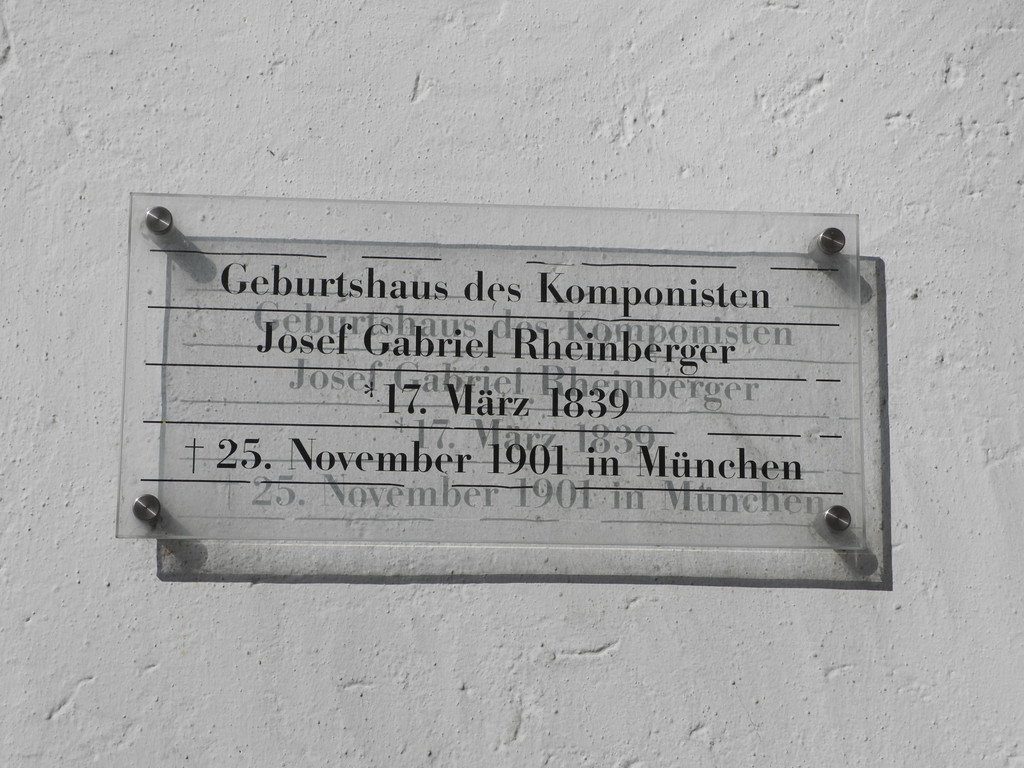 Geburtshaus des Komponisten
Josef Gabriel Rheinberger
* 17. März 1839
† 25. November 1901 in München